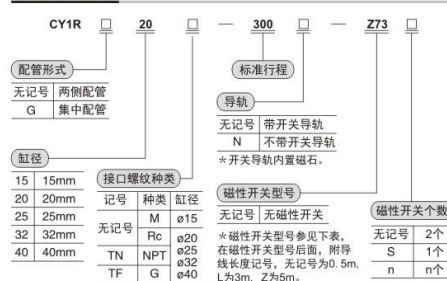 CY1R □ 20 □ — 300 □ — Z73 □
配管形式
无记号 两侧配管
G 集中配管
缸径
15 15mm
20 20mm
25 25mm
32 32mm
40 40mm
接口螺纹种类
记号 种类 缸径
无记号 M ø15
Rc ø20
TN NPT ø25
ø32
TF G ø40
标准行程
导轨
无记号 带开关导轨
N 不带开关导轨
*开关导轨内置磁石。
磁性开关型号
无记号 无磁性开关
*磁性开关型号参见下表，
在磁性开关型号后面，附导
线长度记号，无记号为0.5m.
L为3m, Z为5m。
磁性开关个数
无记号 2个
S 1个
n n个